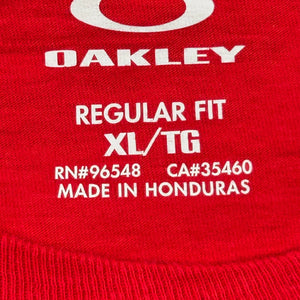 OAKLEY
REGULAR FIT
XL/TG
RN#96548 CA#35460
MADE IN HONDURAS